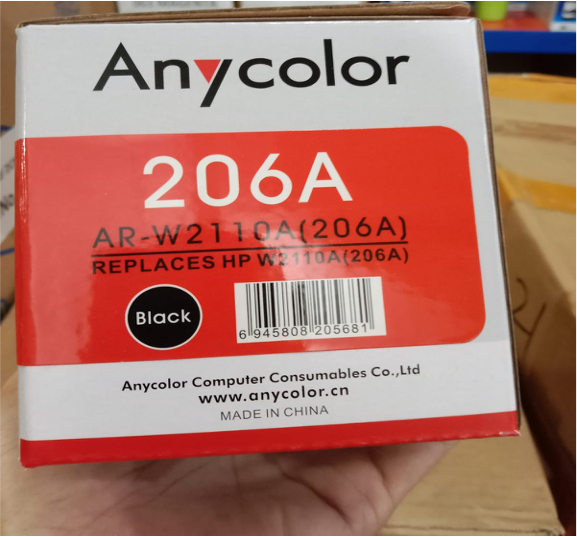 Anycolor
206A
AR-W2110A(206A)
REPLACES HP W2110A(206A)
Black
6 945808 205681
Anycolor Computer Consumables Co.,Ltd
www.anycolor.cn
MADE IN CHINA